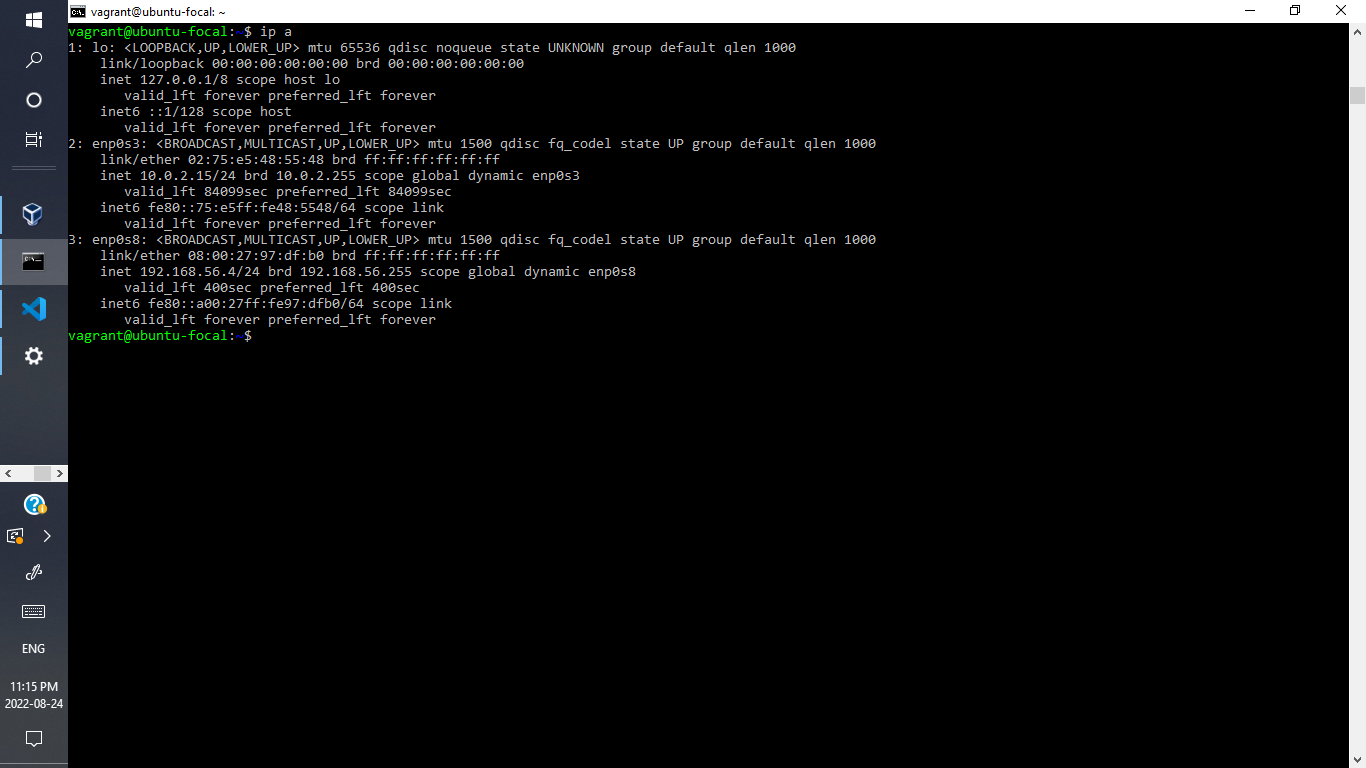 vagrant@ubuntu-focal: ~
vagrant@ubuntu-focal:~$ ip a
1: lo: <LOOPBACK,UP,LOWER_UP> mtu 65536 qdisc noqueue state UNKNOWN group default qlen 1000
    link/loopback 00:00:00:00:00:00 brd 00:00:00:00:00:00
    inet 127.0.0.1/8 scope host lo
       valid_lft forever preferred_lft forever
    inet6 ::1/128 scope host
       valid_lft forever preferred_lft forever
2: enp0s3: <BROADCAST,MULTICAST,UP,LOWER_UP> mtu 1500 qdisc fq_codel state UP group default qlen 1000
    link/ether 02:75:e5:48:55:48 brd ff:ff:ff:ff:ff:ff
    inet 10.0.2.15/24 brd 10.0.2.255 scope global dynamic enp0s3
       valid_lft 84099sec preferred_lft 84099sec
    inet6 fe80::75:e5ff:fe48:5548/64 scope link
       valid_lft forever preferred_lft forever
3: enp0s8: <BROADCAST,MULTICAST,UP,LOWER_UP> mtu 1500 qdisc fq_codel state UP group default qlen 1000
    link/ether 08:00:27:97:df:b0 brd ff:ff:ff:ff:ff:ff
    inet 192.168.56.4/24 brd 192.168.56.255 scope global dynamic enp0s8
       valid_lft 400sec preferred_lft 400sec
    inet6 fe80::a00:27ff:fe97:dfb0/64 scope link
       valid_lft forever preferred_lft forever
vagrant@ubuntu-focal:~$
ENG
11:15 PM
2022-08-24